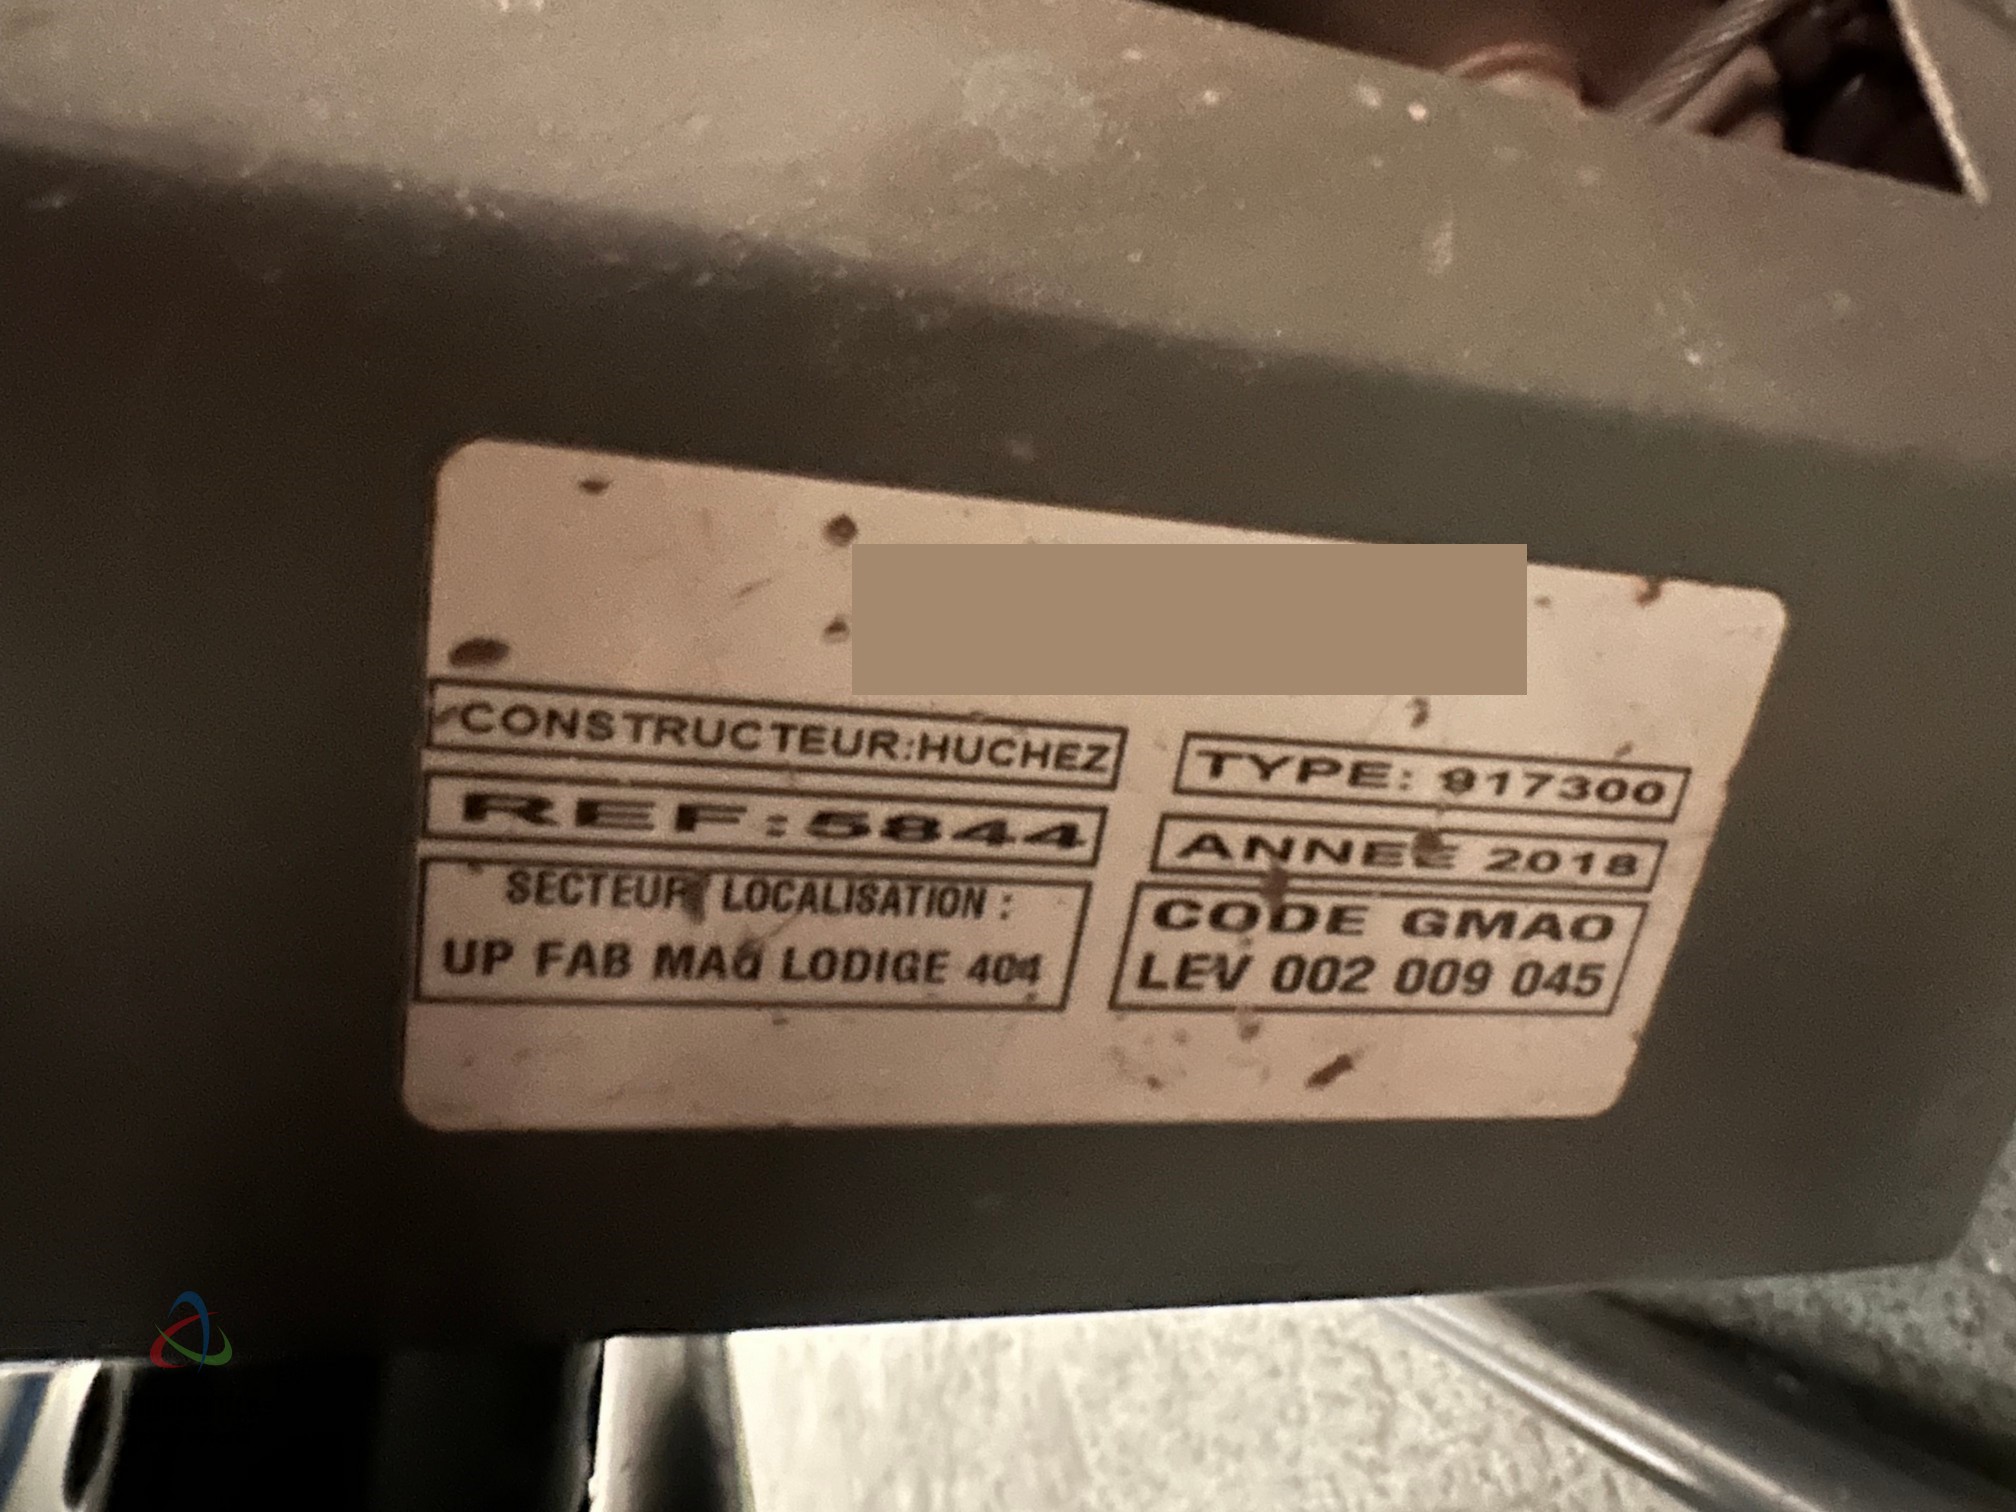 CONSTRUCTEUR:HUCHEZ
TYPE: 917300
REF:5844
ANNEE 2018
SECTEUR LOCALISATION :
UP FAB MAG LODIGE 404
CODE GMAO
LEV 002 009 045